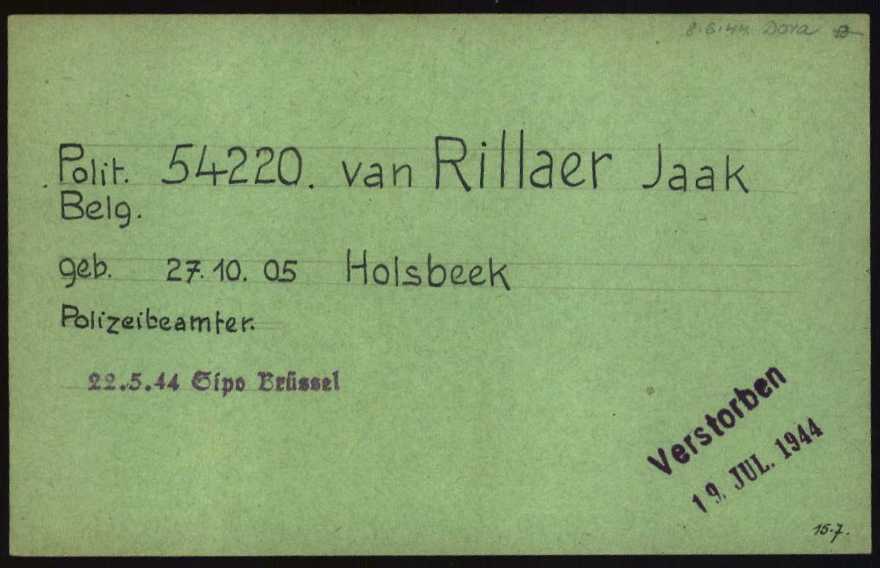 8.6.44 Dora
Polit. 54220. van Rillaer Jaak
Belg.
geb. 27.10.05 Holsbeek
Polizeibeamter.
22.5.44 Sipo Brüssel
Verstorben
19. JUL. 1944
15.7.